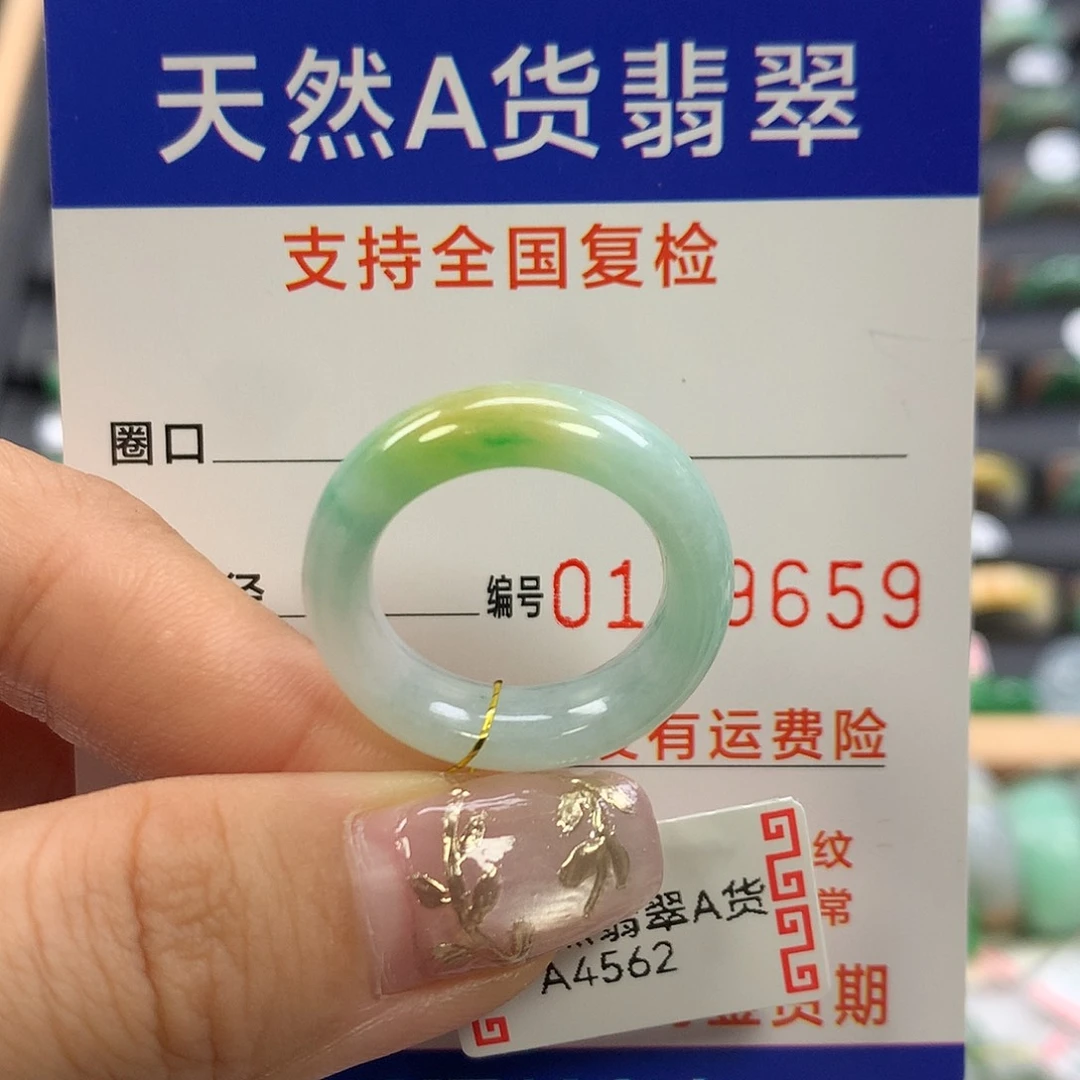 天然A货翡翠
支持全国复检
圈口
径
编号 01 9659
有运费险
纹
常
翡翠A货
A4562
期